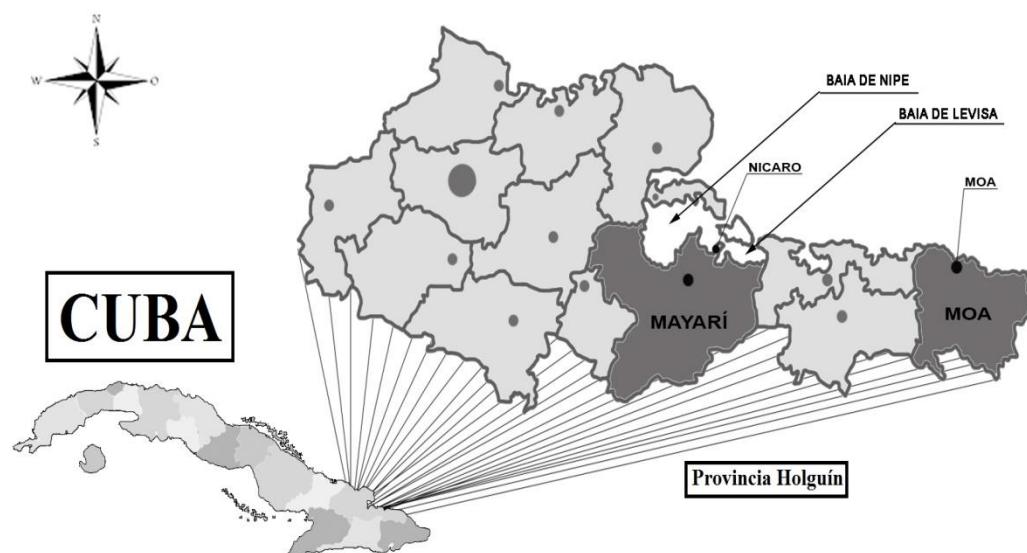 N
W
O
S
BAIA DE NIPE
BAIA DE LEVISA
NICARO
MOA
CUBA
MAYARÍ
MOA
Provincia Holguín